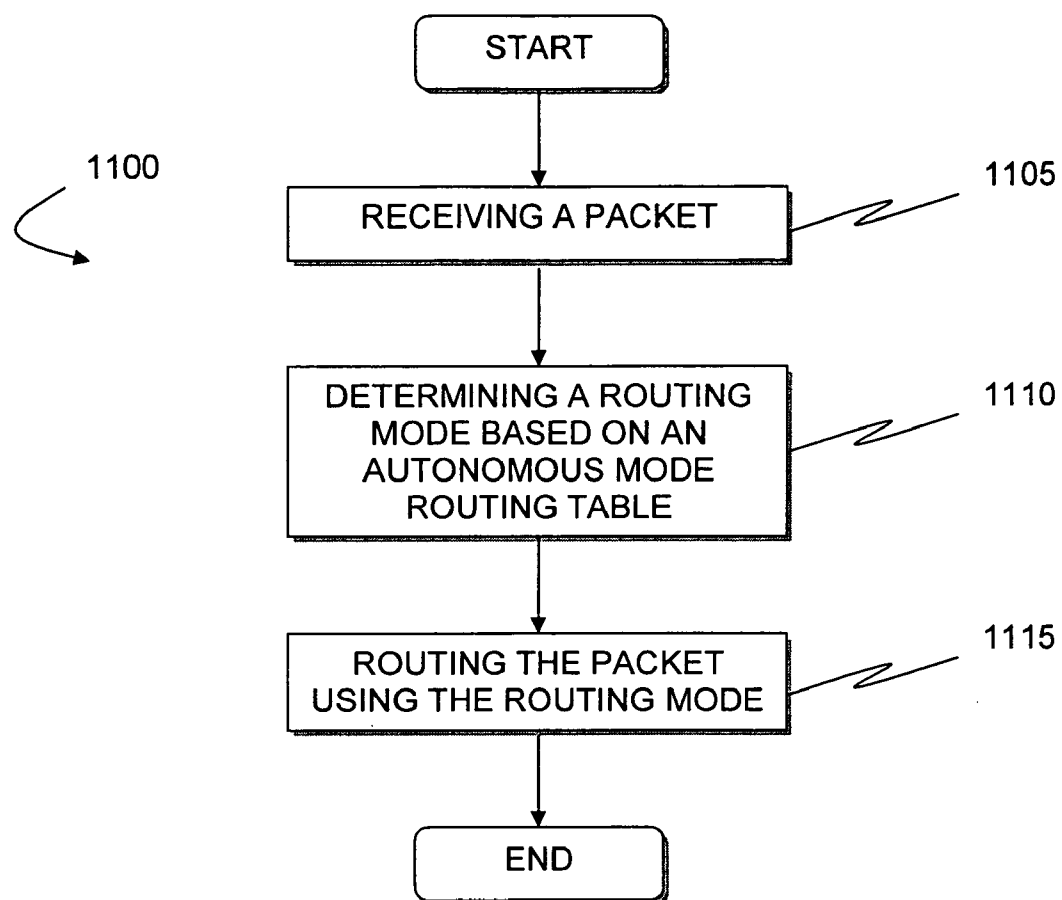 START
1100
1105
RECEIVING A PACKET
DETERMINING A ROUTING
MODE BASED ON AN
AUTONOMOUS MODE
ROUTING TABLE
1110
ROUTING THE PACKET
USING THE ROUTING MODE
1115
END